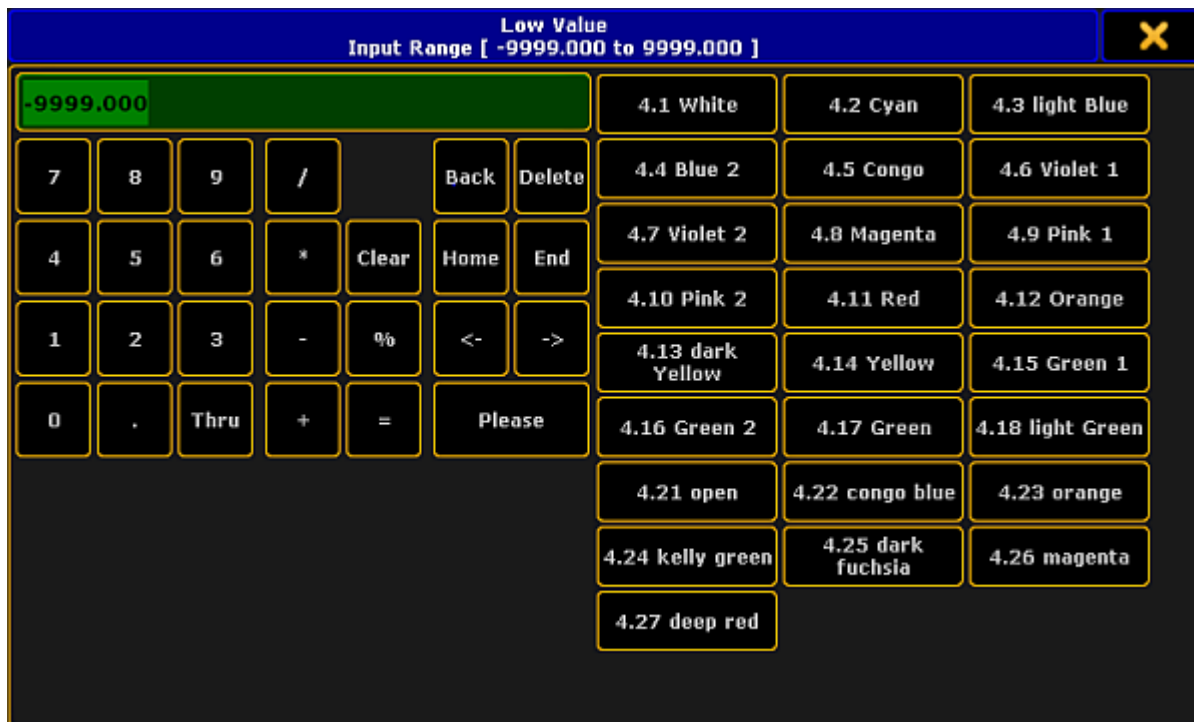 Low Value
Input Range [ -9999.000 to 9999.000 ]
-9999.000
7 8 9 / Back Delete
4 5 6 * Clear Home End
1 2 3 - % <- ->
0 . Thru + = Please
4.1 White 4.2 Cyan 4.3 light Blue
4.4 Blue 2 4.5 Congo 4.6 Violet 1
4.7 Violet 2 4.8 Magenta 4.9 Pink 1
4.10 Pink 2 4.11 Red 4.12 Orange
4.13 dark
Yellow
4.14 Yellow 4.15 Green 1
4.16 Green 2 4.17 Green 4.18 light Green
4.21 open 4.22 congo blue 4.23 orange
4.24 kelly green
4.25 dark
fuchsia
4.26 magenta
4.27 deep red